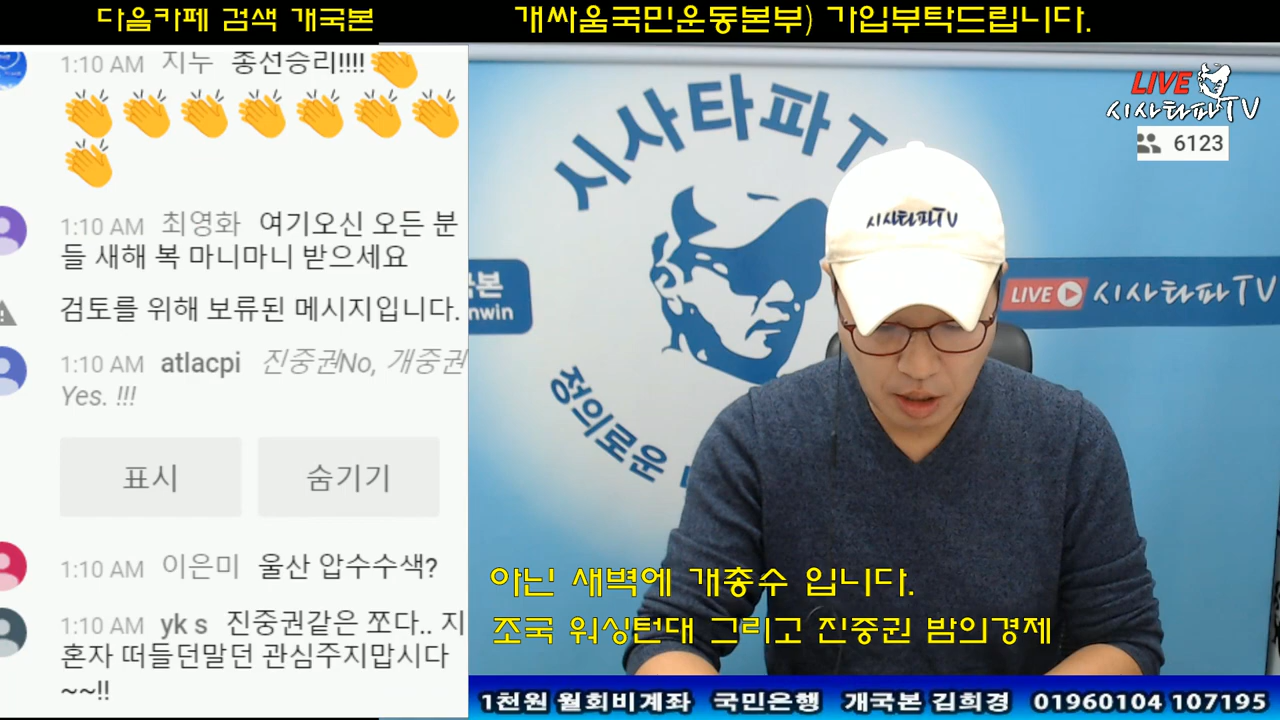 다음카페 검색 개국본
개싸움국민운동본부) 가입부탁드립니다.
1:10 AM 지누 총선승리!!!!
1:10 AM 최영화 여기오신 오든 분
들 새해 복 마니마니 받으세요
검토를 위해 보류된 메시지입니다.
1:10 AM atlacpi 진중권No, 개중권
Yes. !!!
표시 숨기기
1:10 AM 이은미 울산 압수수색?
1:10 AM yk s 진중권같은 쪼다.. 지
혼자 떠들던말던 관심주지맙시다
~~!!
LIVE
시사타파TV
6123
시사타파T
시사타파TV
국본
nwin
LIVE 시사타파TV
정의로운
아닌 새벽에 개총수 입니다.
조국 워싱턴대 그리고 진중권 밤의경제
1천원 월회비계좌 국민은행 개국본 김희경 01960104 107195